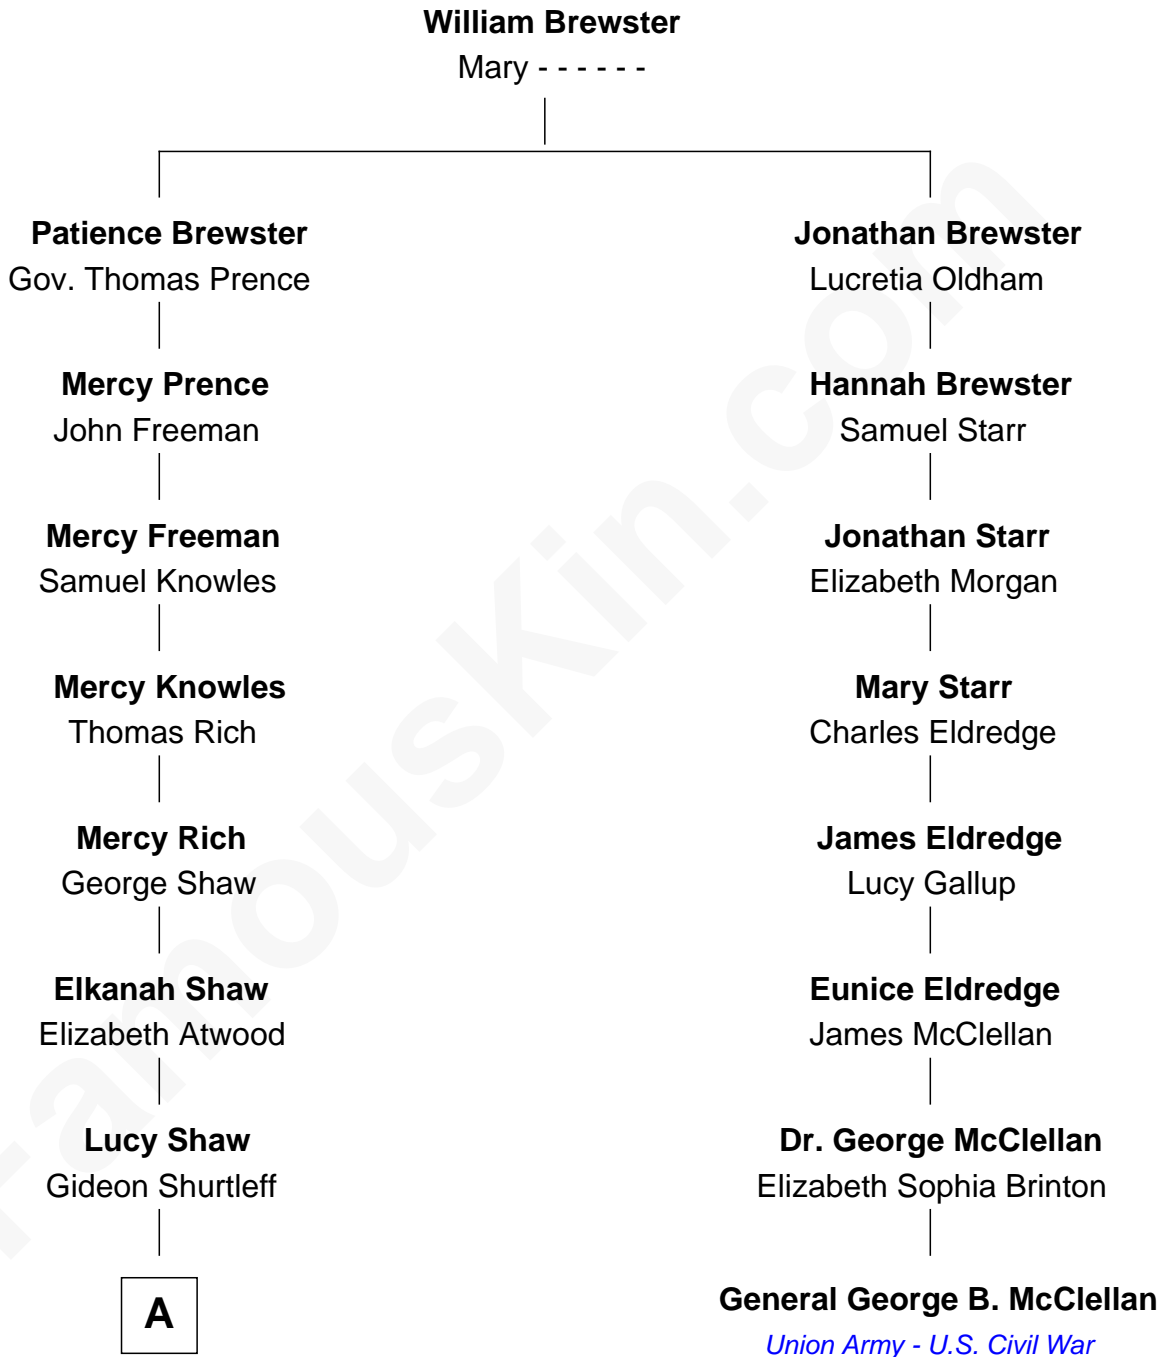 William Brewster
Mary - - - - - -
Patience Brewster
Gov. Thomas Prence
Jonathan Brewster
Lucretia Oldham
Mercy Prence
John Freeman
Hannah Brewster
Samuel Starr
Mercy Freeman
Samuel Knowles
Jonathan Starr
Elizabeth Morgan
Mercy Knowles
Thomas Rich
Mary Starr
Charles Eldredge
Mercy Rich
George Shaw
James Eldredge
Lucy Gallup
Elkanah Shaw
Elizabeth Atwood
Eunice Eldredge
James McClellan
Lucy Shaw
Gideon Shurtleff
Dr. George McClellan
Elizabeth Sophia Brinton
A
General George B. McClellan
Union Army - U.S. Civil War
FamousKin.com